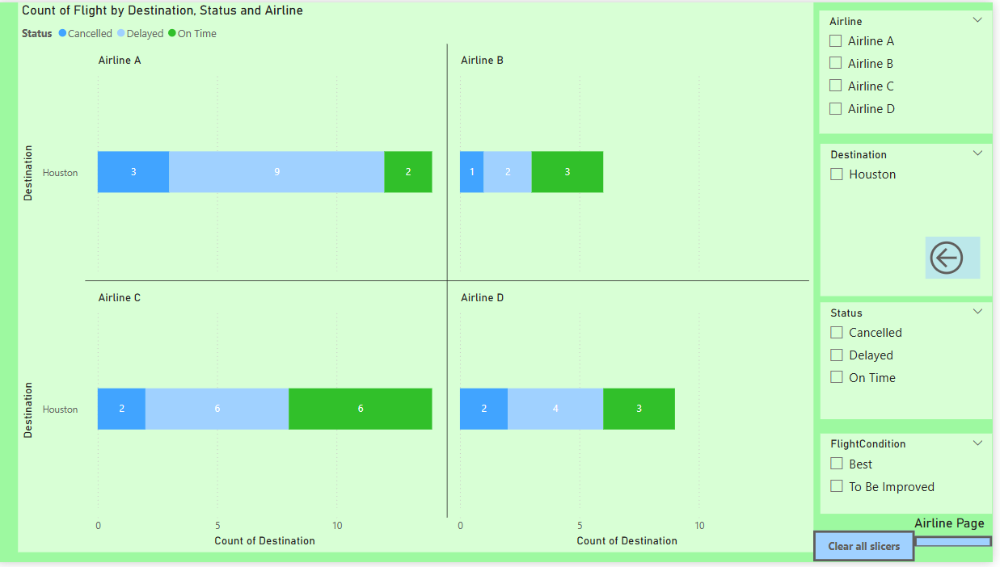 Count of Flight by Destination, Status and Airline
Status Cancelled Delayed On Time
Airline A
Airline B
Destination
Houston
3 9 2
1 2 3
Airline C
Airline D
Destination
Houston
2 6 6
2 4 3
0 5 10
0 5 10
Count of Destination
Count of Destination
Airline
Airline A
Airline B
Airline C
Airline D
Destination
Houston
Status
Cancelled
Delayed
On Time
FlightCondition
Best
To Be Improved
Airline Page
Clear all slicers